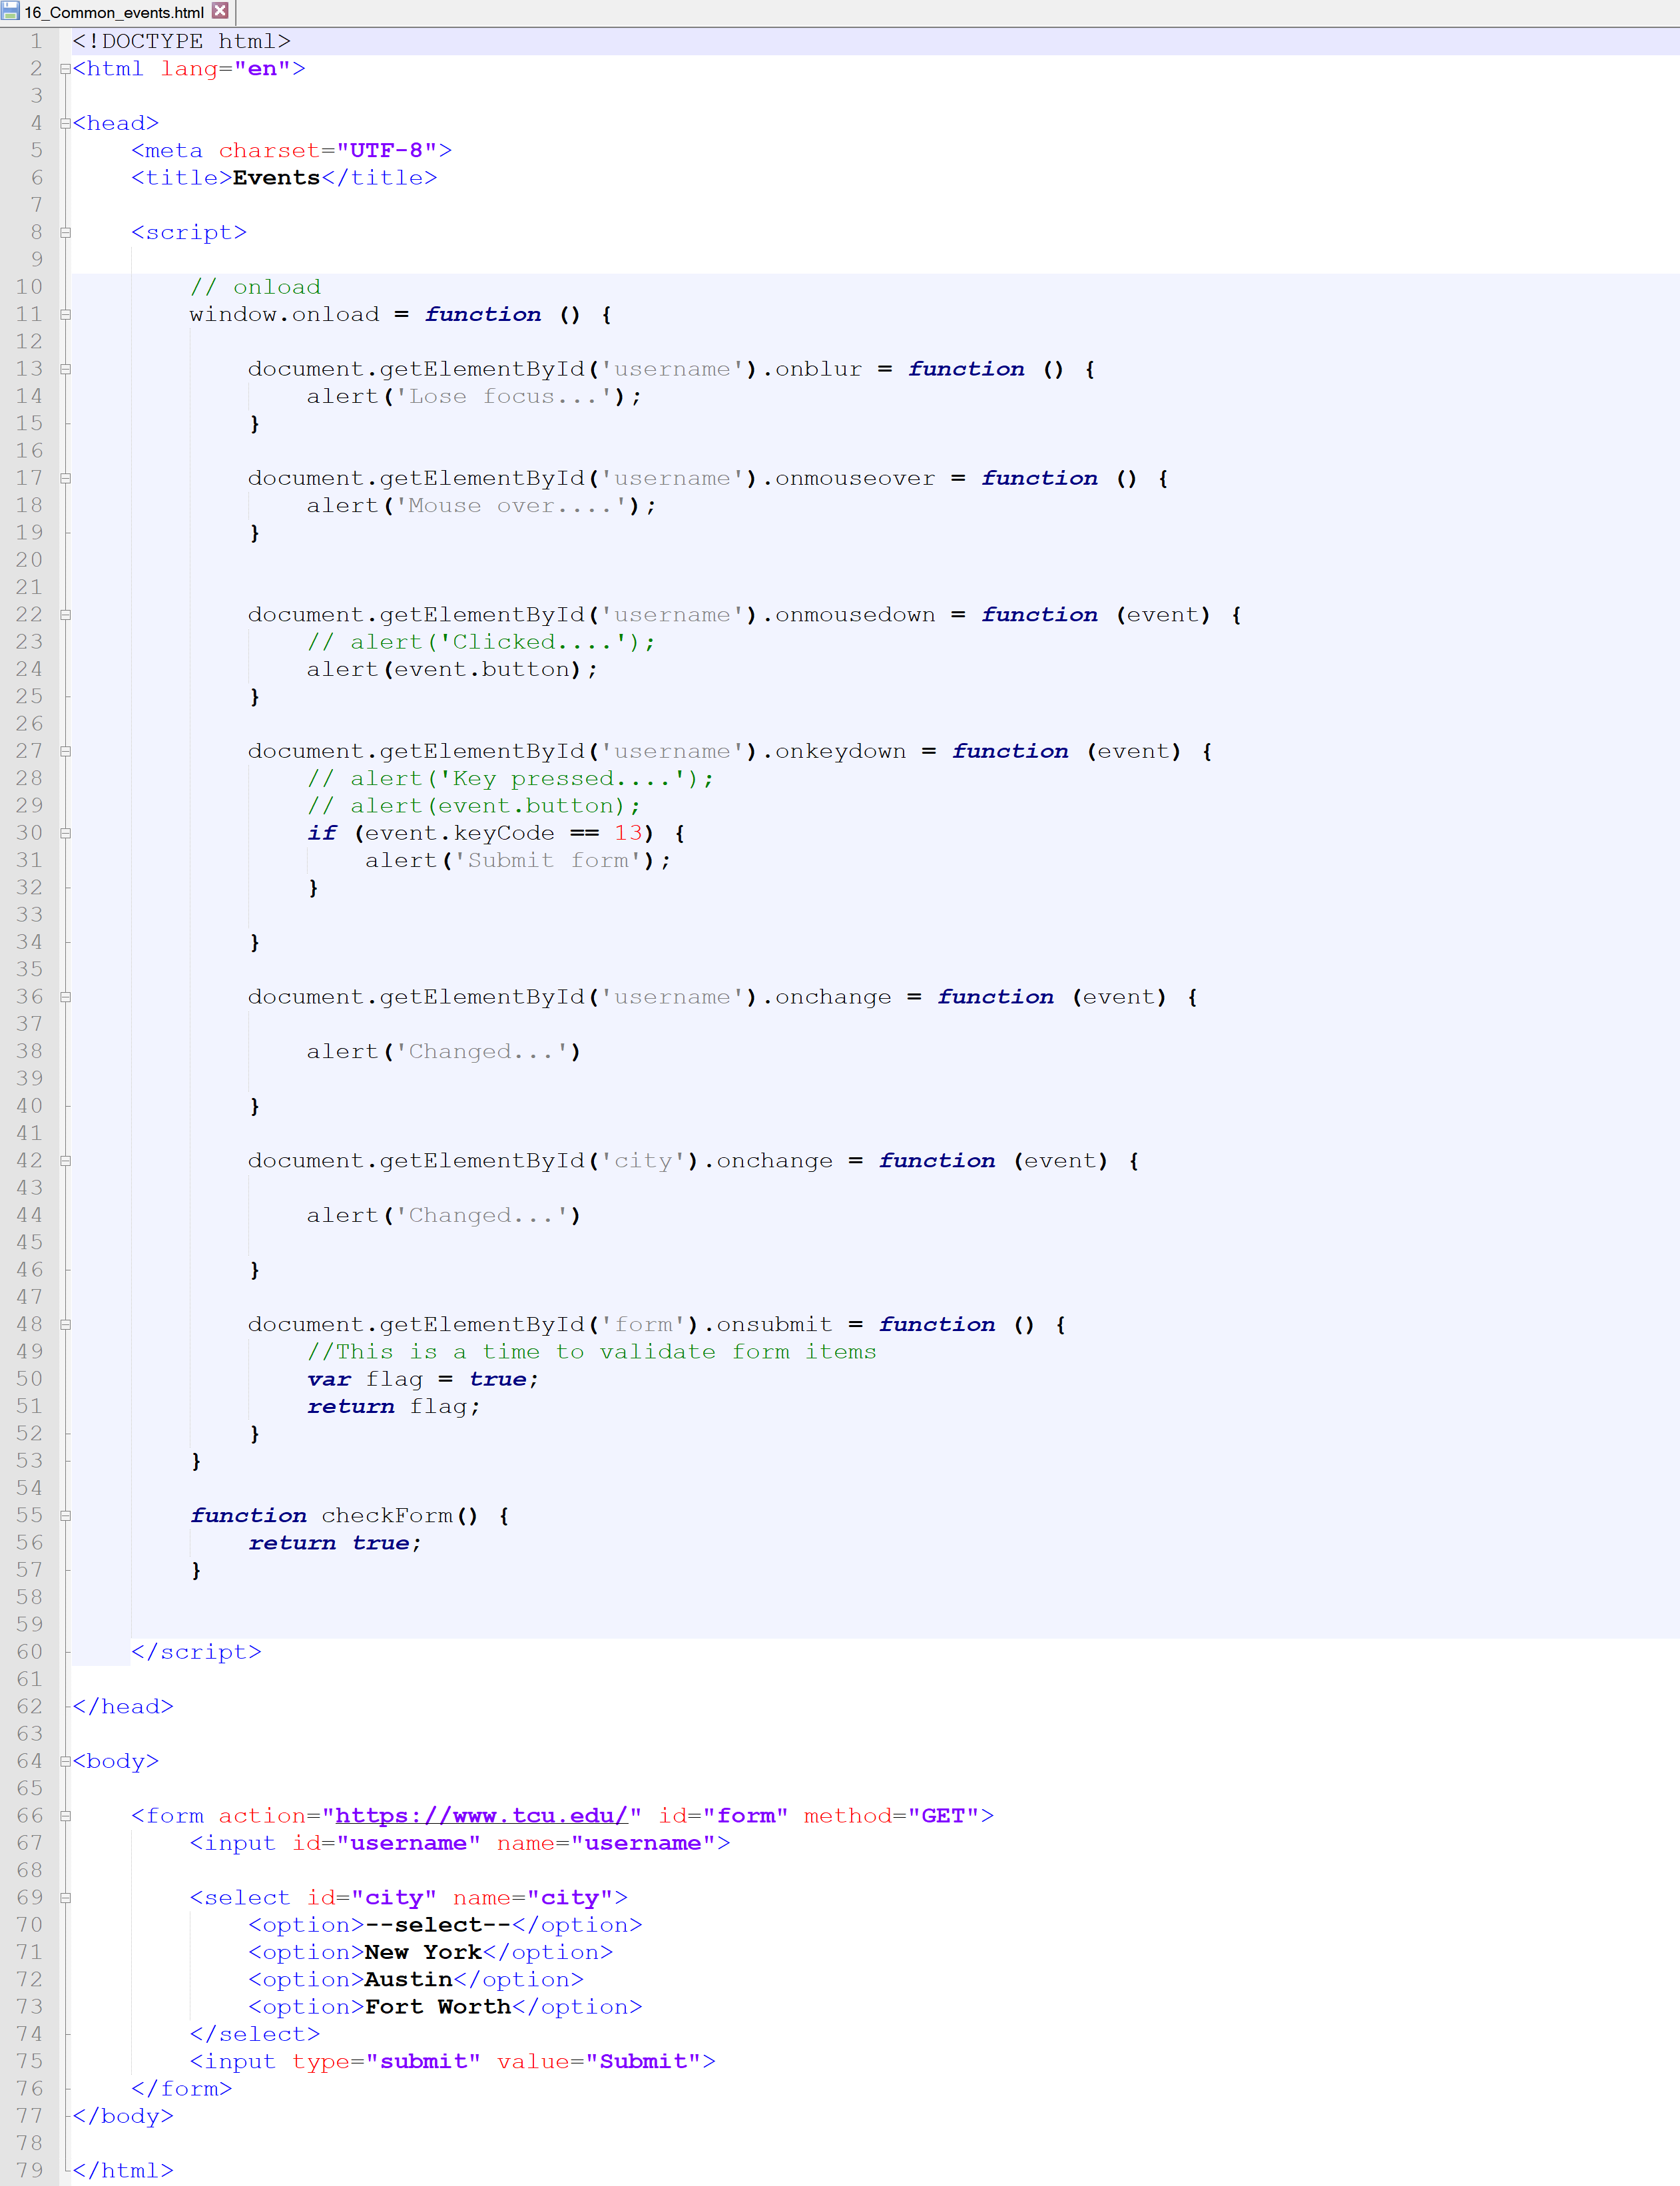 16_Common_events.html
1 <!DOCTYPE html>
2 <html lang="en">
3
4 <head>
5     <meta charset="UTF-8">
6     <title>Events</title>
7
8     <script>
9
10         // onload
11         window.onload = function () {
12
13             document.getElementById('username').onblur = function () {
14                 alert('Lose focus...');
15             }
16
17             document.getElementById('username').onmouseover = function () {
18                 alert('Mouse over....');
19             }
20
21
22             document.getElementById('username').onmousedown = function (event) {
23                 // alert('Clicked....');
24                 alert(event.button);
25             }
26
27             document.getElementById('username').onkeydown = function (event) {
28                 // alert('Key pressed....');
29                 // alert(event.button);
30                 if (event.keyCode == 13) {
31                     alert('Submit form');
32                 }
33
34             }
35
36             document.getElementById('username').onchange = function (event) {
37
38                 alert('Changed...')
39
40             }
41
42             document.getElementById('city').onchange = function (event) {
43
44                 alert('Changed...')
45
46             }
47
48             document.getElementById('form').onsubmit = function () {
49                 //This is a time to validate form items
50                 var flag = true;
51                 return flag;
52             }
53         }
54
55         function checkForm() {
56             return true;
57         }
58
59
60     </script>
61
62 </head>
63
64 <body>
65
66     <form action="https://www.tcu.edu/" id="form" method="GET">
67         <input id="username" name="username">
68
69         <select id="city" name="city">
70             <option>--select--</option>
71             <option>New York</option>
72             <option>Austin</option>
73             <option>Fort Worth</option>
74         </select>
75         <input type="submit" value="Submit">
76     </form>
77 </body>
78
79 </html>